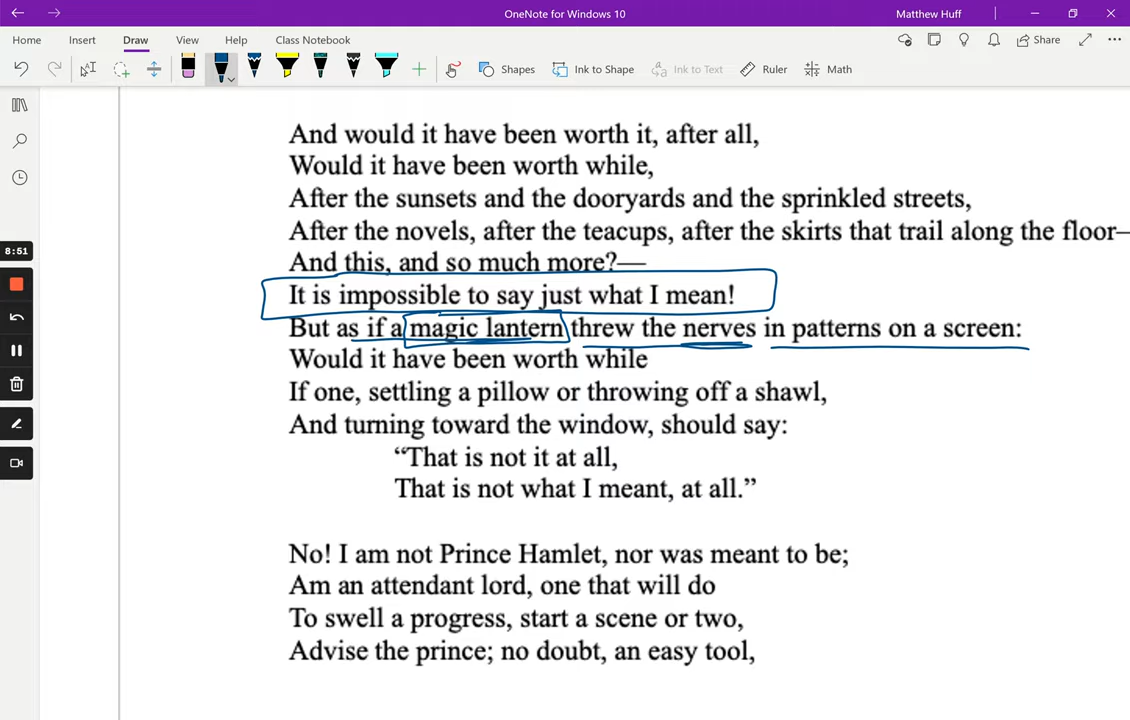 OneNote for Windows 10
Matthew Huff
Home Insert Draw View Help Class Notebook
Share
Shapes Ink to Shape Ink to Text Ruler Math
8:51
And would it have been worth it, after all,
Would it have been worth while,
After the sunsets and the dooryards and the sprinkled streets,
After the novels, after the teacups, after the skirts that trail along the floor—
And this, and so much more?—
It is impossible to say just what I mean!
But as if a magic lantern threw the nerves in patterns on a screen:
Would it have been worth while
If one, settling a pillow or throwing off a shawl,
And turning toward the window, should say:
“That is not it at all,
That is not what I meant, at all.”
No! I am not Prince Hamlet, nor was meant to be;
Am an attendant lord, one that will do
To swell a progress, start a scene or two,
Advise the prince; no doubt, an easy tool,